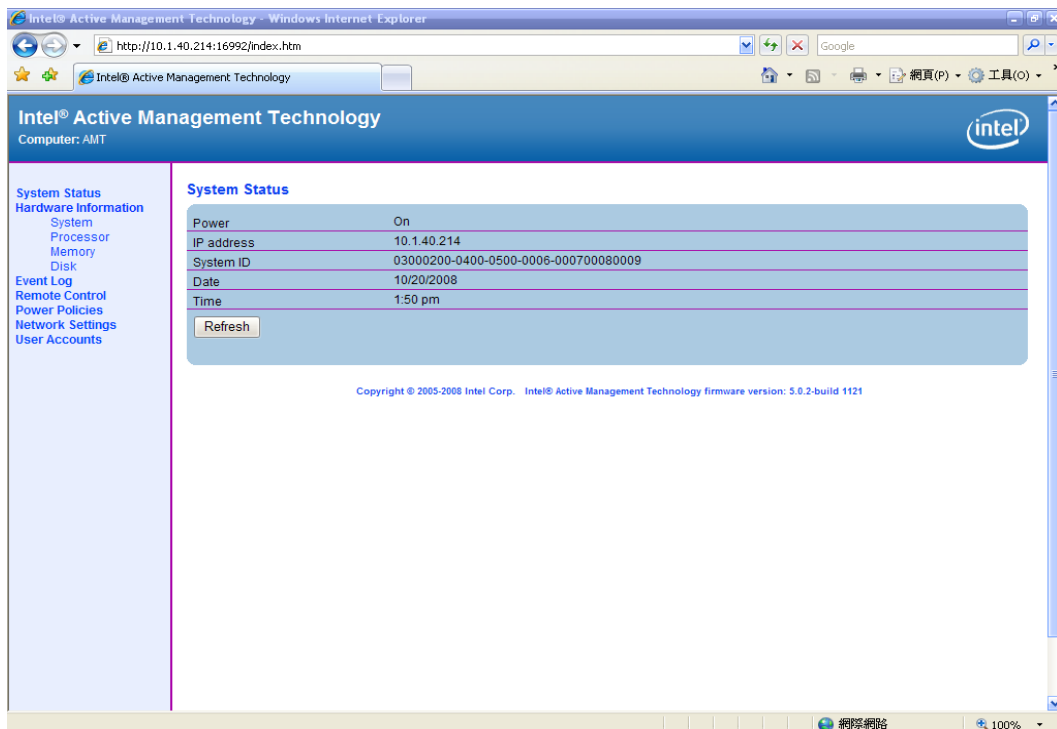 Intel® Active Management Technology - Windows Internet Explorer
http://10.1.40.214:16992/index.htm
Google
Intel® Active Management Technology
網頁(P)
工具(O)
Intel® Active Management Technology
Computer: AMT
intel
System Status
Hardware Information
System
Processor
Memory
Disk
Event Log
Remote Control
Power Policies
Network Settings
User Accounts
System Status
Power On
IP address 10.1.40.214
System ID 03000200-0400-0500-0006-000700080009
Date 10/20/2008
Time 1:50 pm
Refresh
Copyright © 2005-2008 Intel Corp. Intel® Active Management Technology firmware version: 5.0.2-build 1121
網際網路
100%